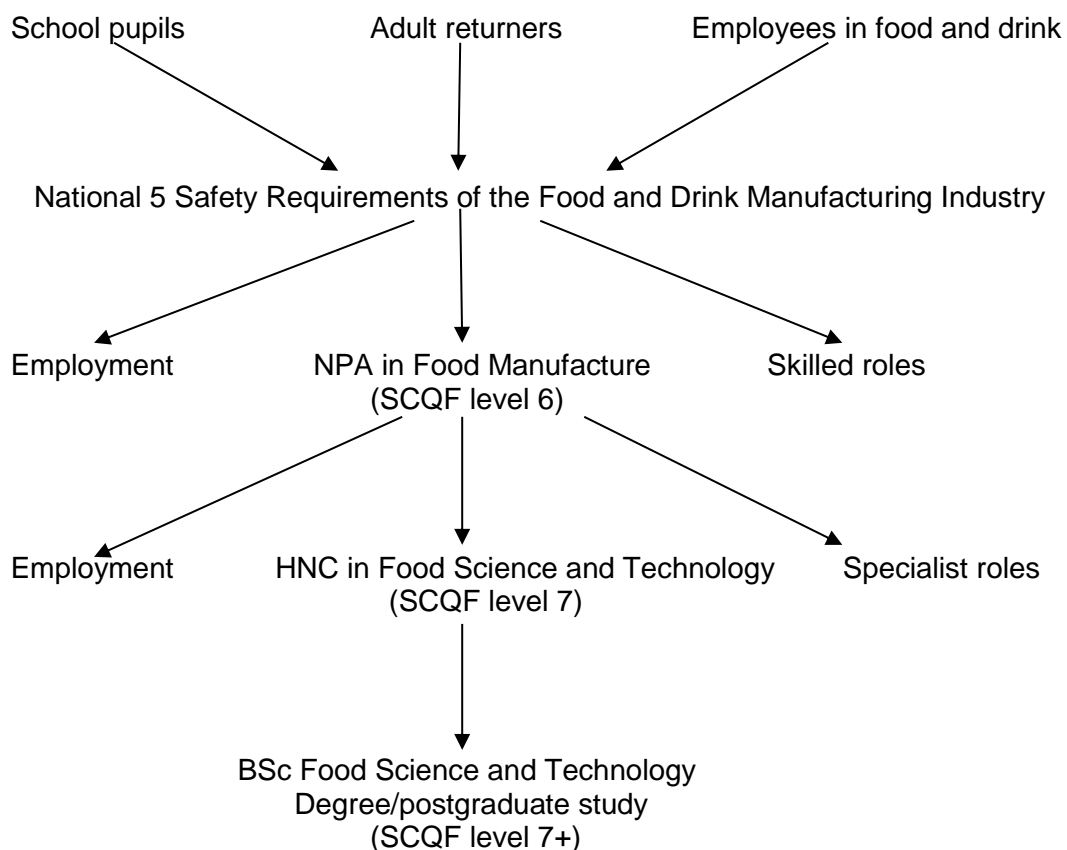 School pupils Adult returners Employees in food and drink
National 5 Safety Requirements of the Food and Drink Manufacturing Industry
Employment NPA in Food Manufacture Skilled roles
(SCQF level 6)
Employment HNC in Food Science and Technology Specialist roles
(SCQF level 7)
BSc Food Science and Technology
Degree/postgraduate study
(SCQF level 7+)